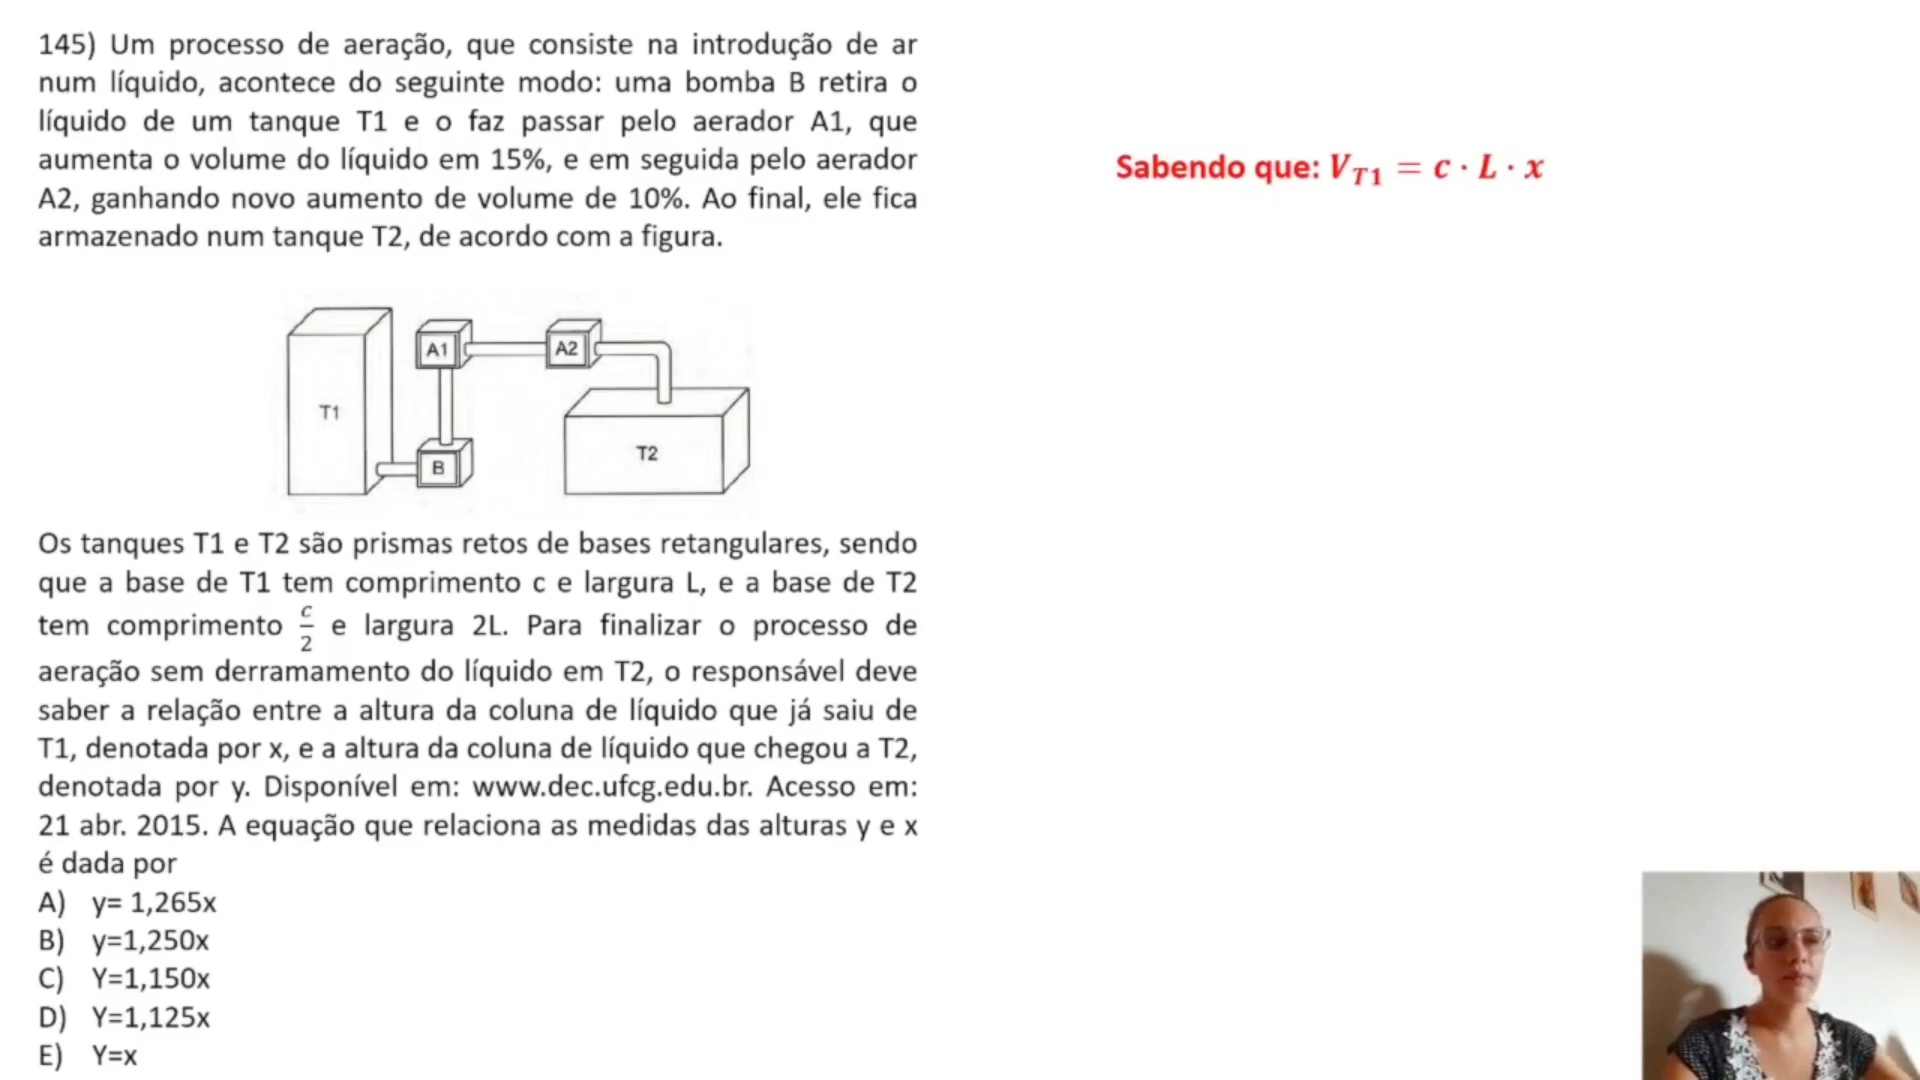 145) Um processo de aeração, que consiste na introdução de ar
num líquido, acontece do seguinte modo: uma bomba B retira o
líquido de um tanque T1 e o faz passar pelo aerador A1, que
aumenta o volume do líquido em 15%, e em seguida pelo aerador
A2, ganhando novo aumento de volume de 10%. Ao final, ele fica
armazenado num tanque T2, de acordo com a figura.
Sabendo que: V_{T1} = c · L · x
A1
A2
T1
T2
B
Os tanques T1 e T2 são prismas retos de bases retangulares, sendo
que a base de T1 tem comprimento c e largura L, e a base de T2
tem comprimento c/2 e largura 2L. Para finalizar o processo de
aeração sem derramamento do líquido em T2, o responsável deve
saber a relação entre a altura da coluna de líquido que já saiu de
T1, denotada por x, e a altura da coluna de líquido que chegou a T2,
denotada por y. Disponível em: www.dec.ufcg.edu.br. Acesso em:
21 abr. 2015. A equação que relaciona as medidas das alturas y e x
é dada por
A) y= 1,265x
B) y=1,250x
C) Y=1,150x
D) Y=1,125x
E) Y=x